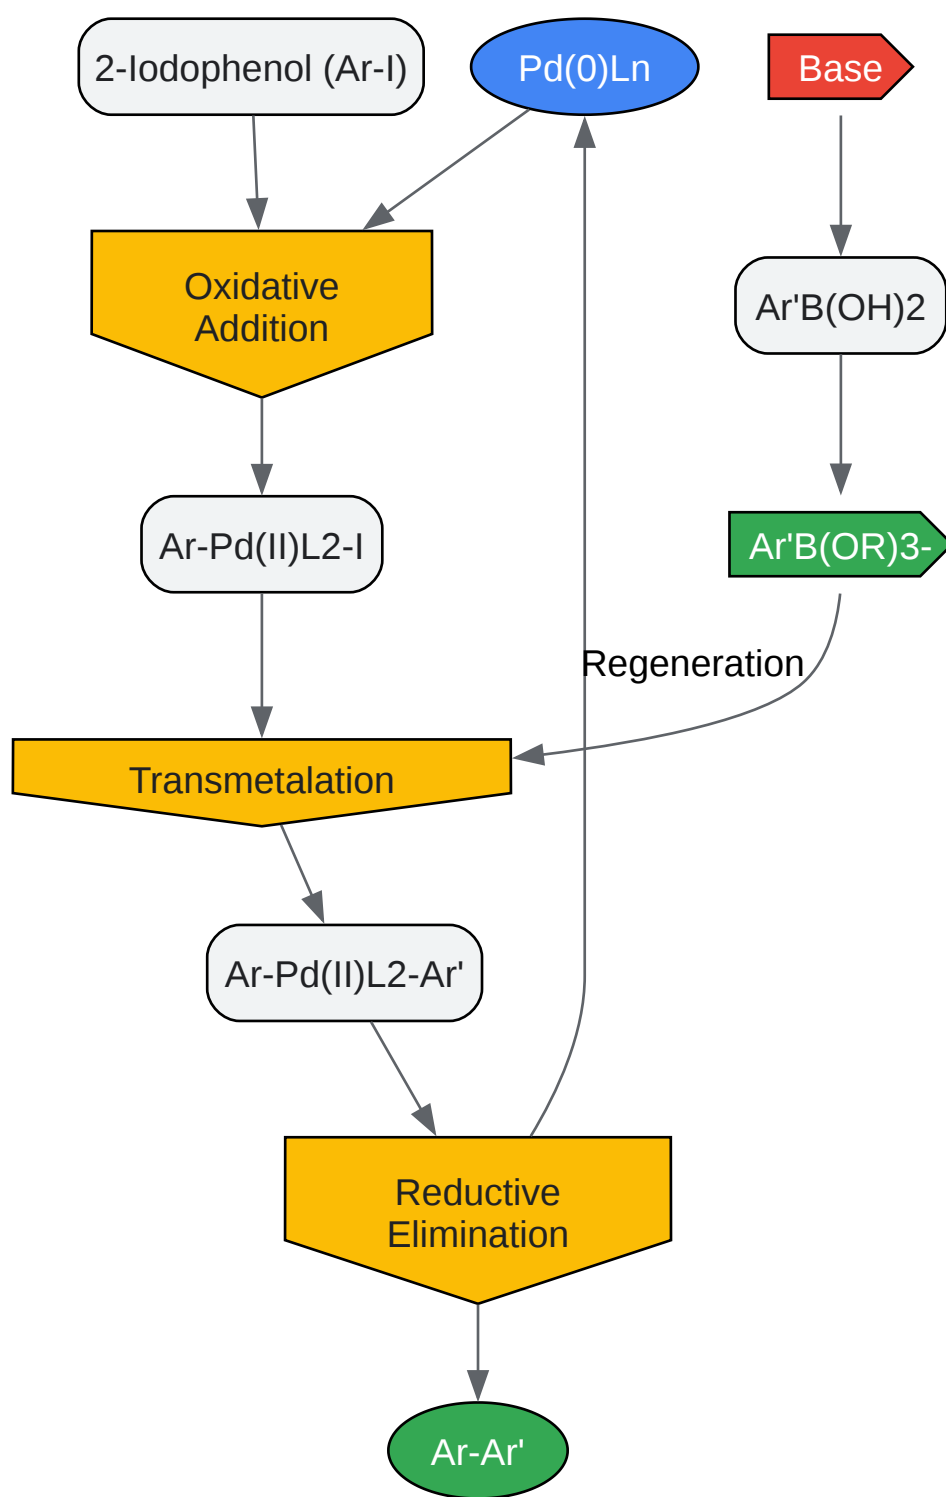 2-Iodophenol (Ar-I)
Pd(0)Ln
Base
Oxidative
Addition
Ar'B(OH)2
Ar-Pd(II)L2-I
Ar'B(OR)3-
Regeneration
Transmetalation
Ar-Pd(II)L2-Ar'
Reductive
Elimination
Ar-Ar'